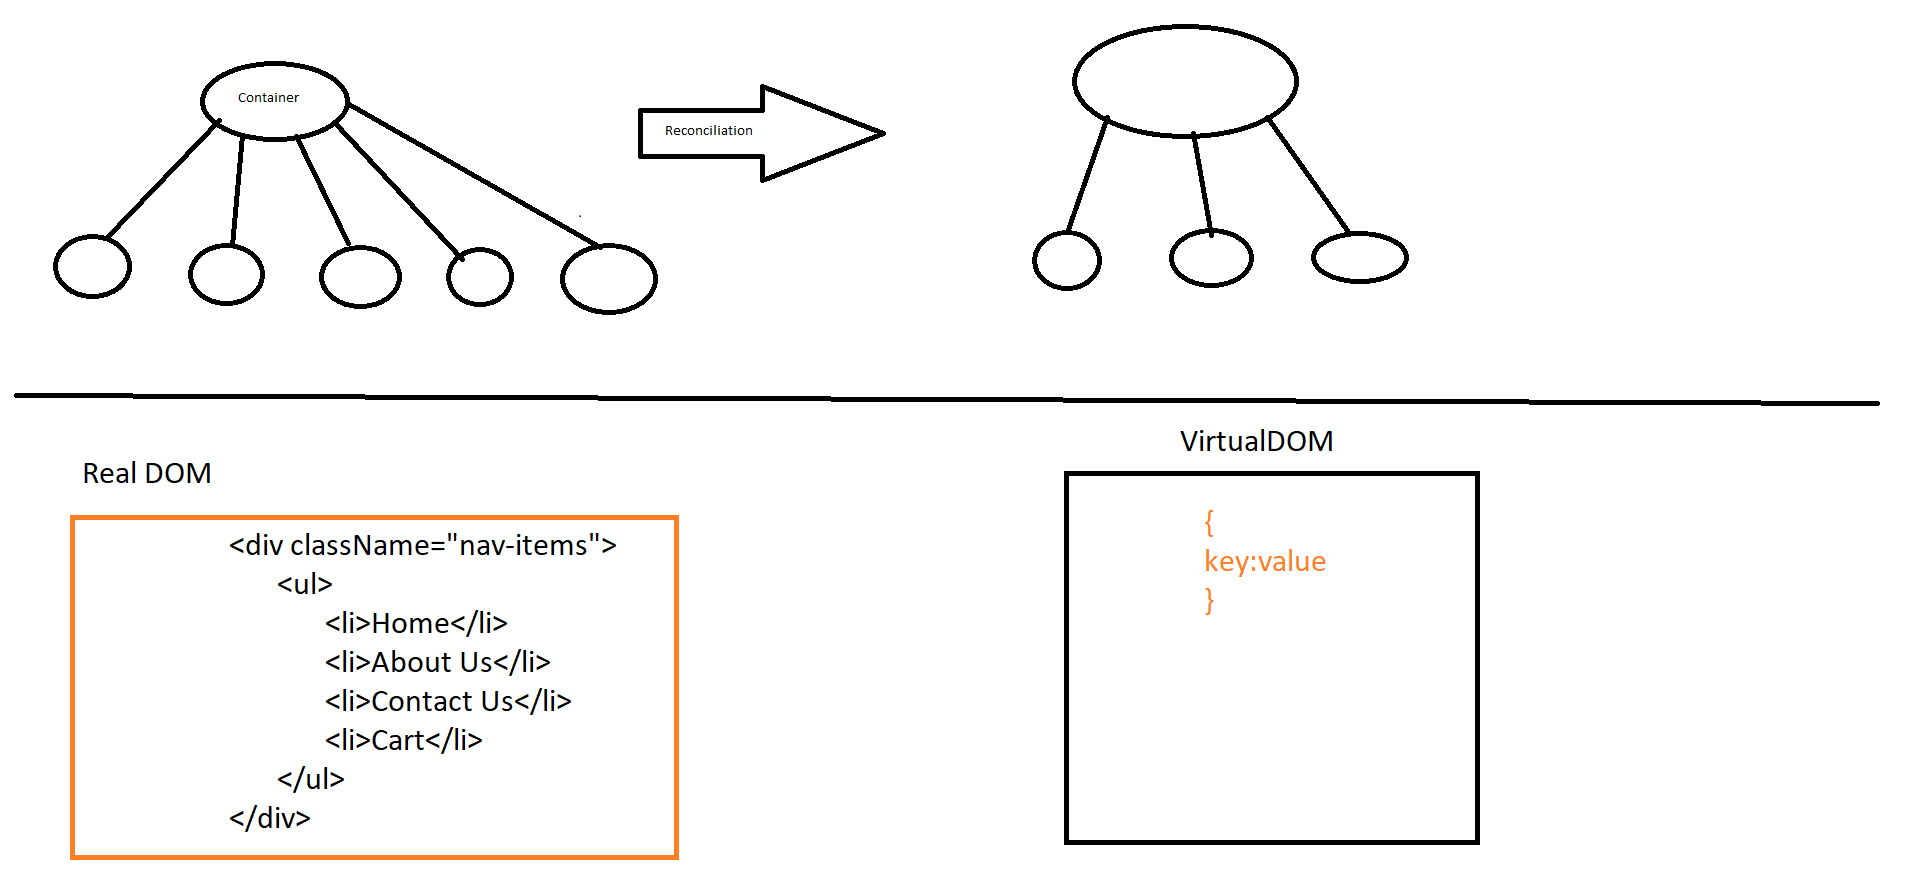 Container
Reconciliation
Real DOM
<div className="nav-items">
<ul>
<li>Home</li>
<li>About Us</li>
<li>Contact Us</li>
<li>Cart</li>
</ul>
</div>
VirtualDOM
{
key:value
}